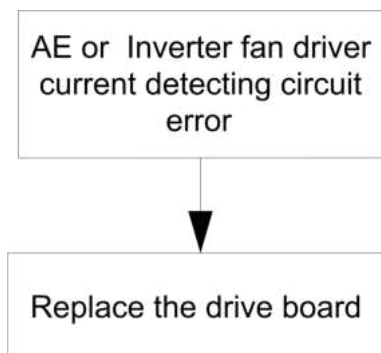 AE or Inverter fan driver
current detecting circuit
error
Replace the drive board